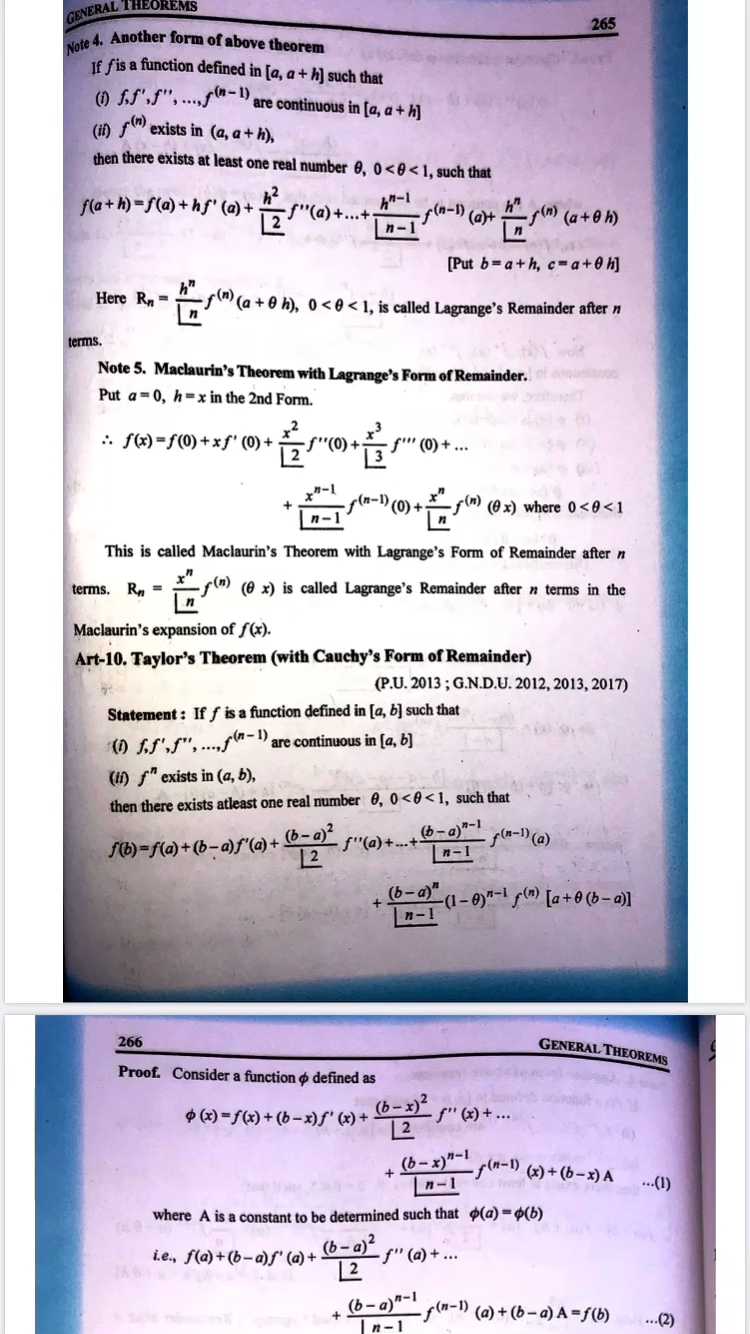 GENERAL THEOREMS 265
Note 4. Another form of above theorem
If f is a function defined in [a, a + h] such that
(i) f, f', f'', ..., f^(n – 1) are continuous in [a, a + h]
(ii) f^(n) exists in (a, a + h),
then there exists at least one real number θ, 0 < θ < 1, such that
f(a + h) = f(a) + h f' (a) + h²/|2 f''(a) + ... + h^(n–1)/|n – 1 f^(n–1) (a) + h^n/|n f^(n) (a + θ h)
[Put b = a + h, c = a + θ h]
Here Rₙ = h^n/|n f^(n) (a + θ h), 0 < θ < 1, is called Lagrange's Remainder after n
terms.
Note 5. Maclaurin's Theorem with Lagrange's Form of Remainder.
Put a = 0, h = x in the 2nd Form.
∴ f(x) = f(0) + x f' (0) + x²/|2 f''(0) + x³/|3 f''' (0) + ...
+ x^(n–1)/|n – 1 f^(n–1) (0) + x^n/|n f^(n) (θ x) where 0 < θ < 1
This is called Maclaurin's Theorem with Lagrange's Form of Remainder after n
terms. Rₙ = x^n/|n f^(n) (θ x) is called Lagrange's Remainder after n terms in the
Maclaurin's expansion of f(x).
Art-10. Taylor's Theorem (with Cauchy's Form of Remainder)
(P.U. 2013 ; G.N.D.U. 2012, 2013, 2017)
Statement : If f is a function defined in [a, b] such that
(i) f, f', f'', ..., f^(n – 1) are continuous in [a, b]
(ii) f^n exists in (a, b),
then there exists atleast one real number θ, 0 < θ < 1, such that
f(b) = f(a) + (b – a) f'(a) + (b – a)²/|2 f''(a) + ... + (b – a)^(n–1)/|n – 1 f^(n–1) (a)
+ (b – a)^n/|n – 1 (1 – θ)^(n–1) f^(n) [a + θ (b – a)]
266 GENERAL THEOREMS
Proof. Consider a function ϕ defined as
ϕ (x) = f(x) + (b – x) f' (x) + (b – x)²/|2 f'' (x) + ...
+ (b – x)^(n–1)/|n – 1 f^(n–1) (x) + (b – x) A ...(1)
where A is a constant to be determined such that ϕ(a) = ϕ(b)
i.e., f(a) + (b – a) f' (a) + (b – a)²/|2 f'' (a) + ...
+ (b – a)^(n–1)/|n – 1 f^(n–1) (a) + (b – a) A = f(b) ...(2)